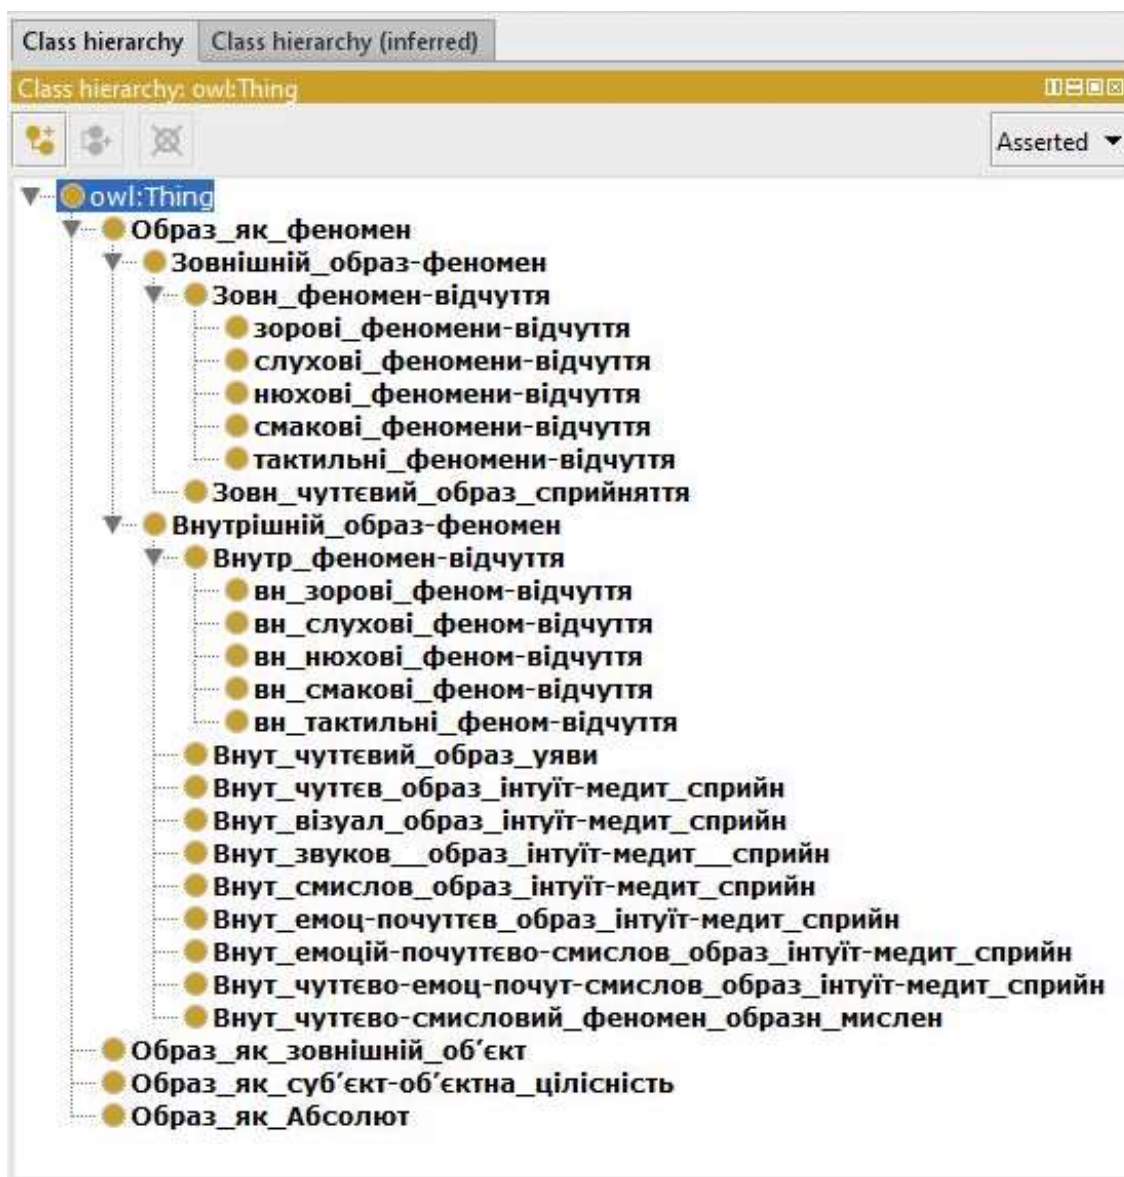 Class hierarchy Class hierarchy (inferred)
Class hierarchy: owl:Thing
Asserted
owl:Thing
Образ_як_феномен
Зовнішній_образ-феномен
Зовн_феномен-відчуття
зорові_феномени-відчуття
слухові_феномени-відчуття
нюхові_феномени-відчуття
смакові_феномени-відчуття
тактильні_феномени-відчуття
Зовн_чуттєвий_образ_сприйняття
Внутрішній_образ-феномен
Внутр_феномен-відчуття
вн_зорові_феном-відчуття
вн_слухові_феном-відчуття
вн_нюхові_феном-відчуття
вн_смакові_феном-відчуття
вн_тактильні_феном-відчуття
Внут_чуттєвий_образ_уяви
Внут_чуттєв_образ_інтуїт-медит_сприйн
Внут_візуал_образ_інтуїт-медит_сприйн
Внут_звуков__образ_інтуїт-медит__сприйн
Внут_смислов_образ_інтуїт-медит_сприйн
Внут_емоц-почуттєв_образ_інтуїт-медит_сприйн
Внут_емоцій-почуттєво-смислов_образ_інтуїт-медит_сприйн
Внут_чуттєво-емоц-почут-смислов_образ_інтуїт-медит_сприйн
Внут_чуттєво-смисловий_феномен_образн_мислен
Образ_як_зовнішній_об′єкт
Образ_як_суб′єкт-об′єктна_цілісність
Образ_як_Абсолют